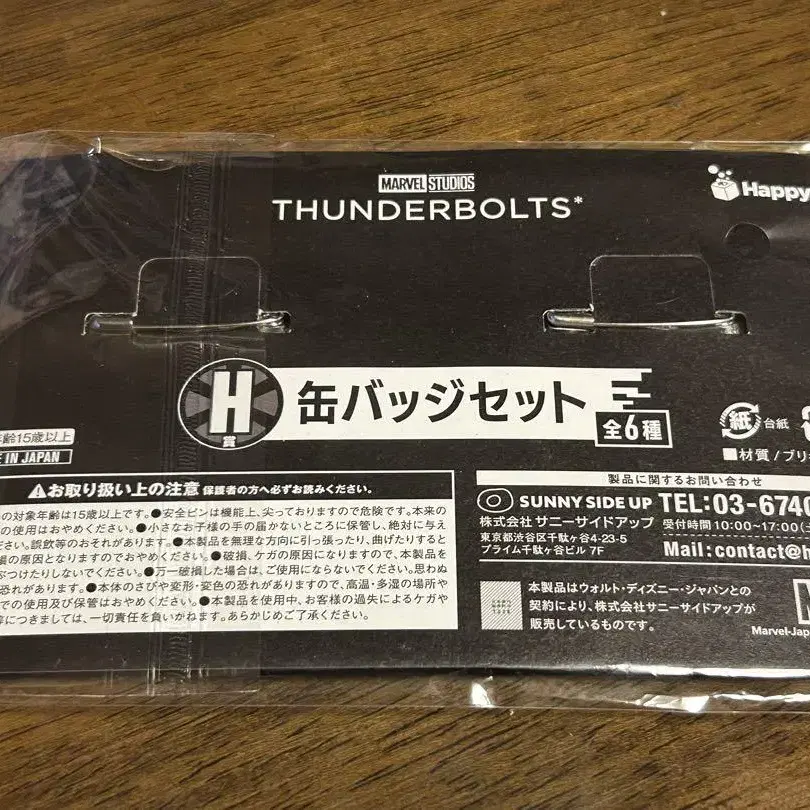 MARVEL STUDIOS
THUNDERBOLTS*
Happy
H
賞
缶バッジセット
全6種
年齢15歳以上
E IN JAPAN
紙
台紙
■材質/ブリ
⚠お取り扱い上の注意 保護者の方へ必ずお読みください。
の対象年齢は15歳以上です。●安全ピンは機能上、尖っておりますので危険です。本来の
の使用はおやめください。●小さなお子様の手の届かないところに保管し、絶対に与え
ださい。誤飲等のおそれがあります。●本製品を無理な方向に引っ張ったり、曲げたりすると
損の原因となりますのでおやめください。●破損、ケガの原因になりますので、本製品を
ぶつけたりしないでください。●万一破損した場合は、ご使用にならないでください。思わぬ
恐れがあります。●本体のさびや変形・変色の恐れがありますので、高温・多湿の場所や
での使用及び保管はおやめください。●本製品を使用中、お客様の過失によるケガや
等につきましては、一切責任を負いかねます。あらかじめご了承ください。
製品に関するお問い合わせ
SUNNY SIDE UP
株式会社 サニーサイドアップ
東京都渋谷区千駄ヶ谷4-23-5
プライム千駄ヶ谷ビル 7F
TEL:03-6740
受付時間 10:00~17:00
Mail:contact@h
本製品はウォルト・ディズニー・ジャパンとの
契約により、株式会社サニーサイドアップが
販売しているものです。
Marvel-Japa